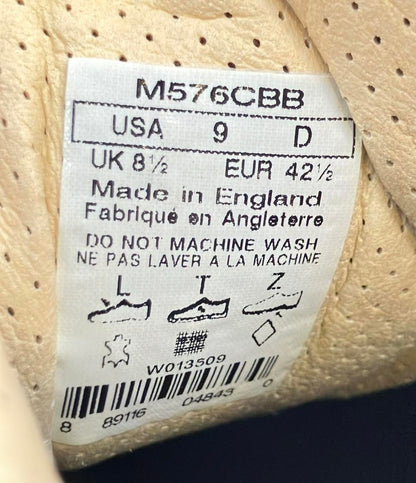 M576CBB
USA 9 D
UK 8½ EUR 42½
Made in England
Fabriqué en Angleterre
DO NOT MACHINE WASH
NE PAS LAVER A LA MACHINE
L T Z
W013509
8 89116 04843 0